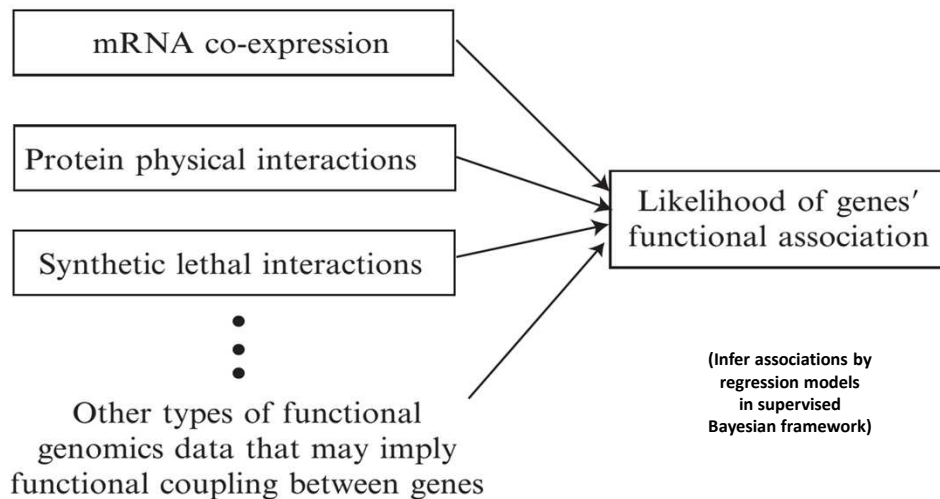 mRNA co-expression
Protein physical interactions
Synthetic lethal interactions
Other types of functional
genomics data that may imply
functional coupling between genes
Likelihood of genes′
functional association
(Infer associations by
regression models
in supervised
Bayesian framework)